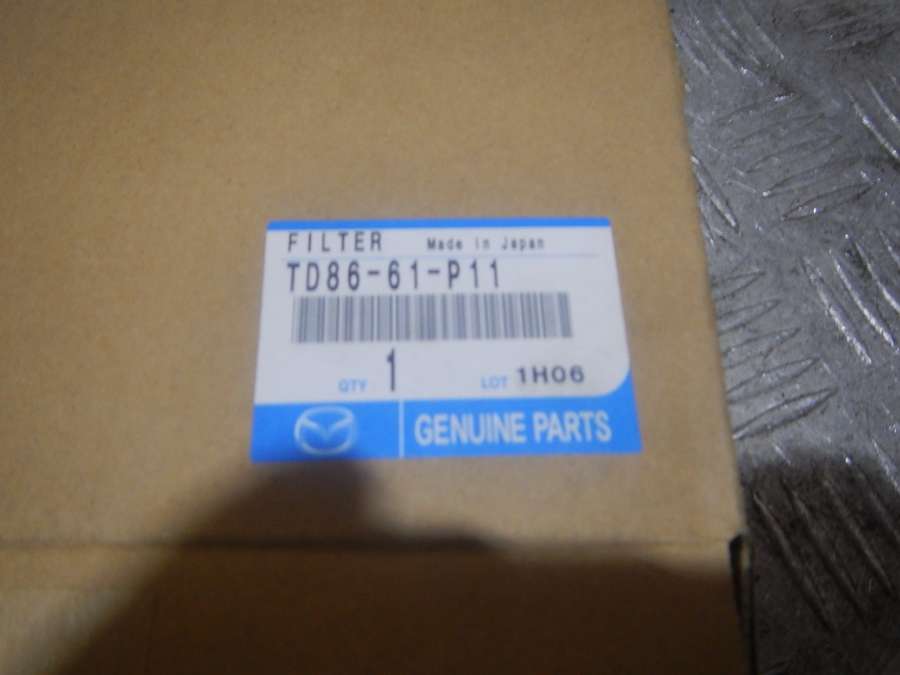 FILTER Made in Japan
TD86-61-P11
QTY 1 LOT 1H06
GENUINE PARTS